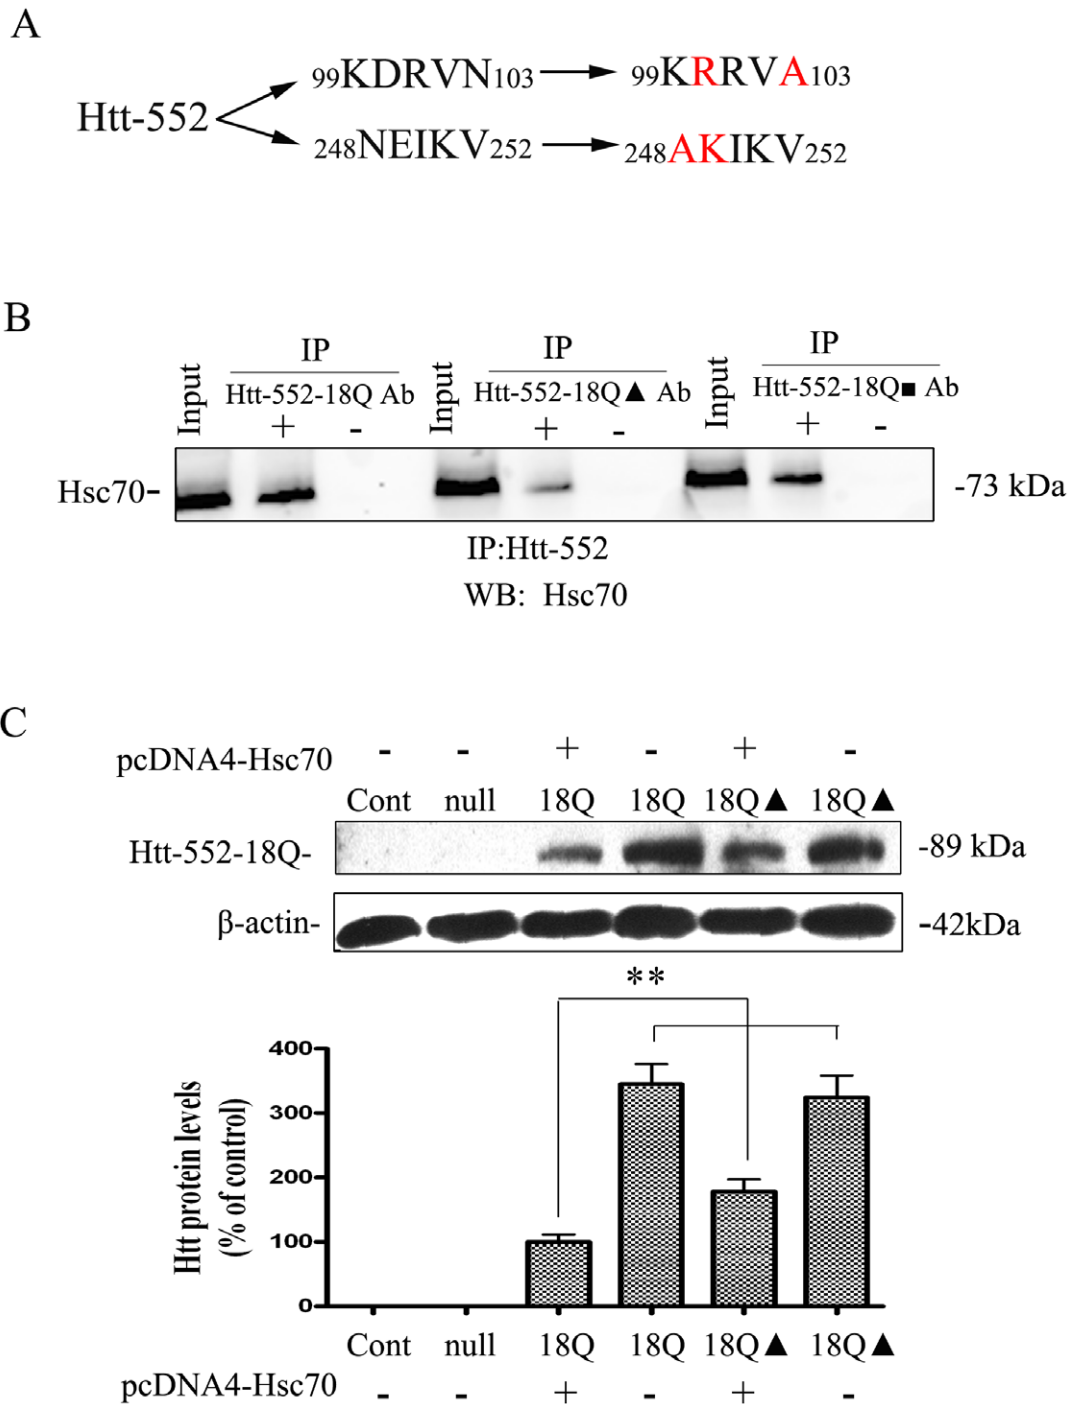 A
Htt-552
99KDRVN103
99KRRVA103
248NEIKV252
248AKIKV252
B
Input
IP
Htt-552-18Q Ab
+ -
Input
IP
Htt-552-18Q▲ Ab
+ -
Input
IP
Htt-552-18Q■ Ab
+ -
Hsc70-
-73 kDa
IP:Htt-552
WB: Hsc70
C
pcDNA4-Hsc70 - - + - + -
Cont null 18Q 18Q 18Q▲ 18Q▲
Htt-552-18Q- -89 kDa
β-actin- -42kDa
**
Htt protein levels
(% of control)
400
300
200
100
0
Cont null 18Q 18Q 18Q▲ 18Q▲
pcDNA4-Hsc70 - - + - + -